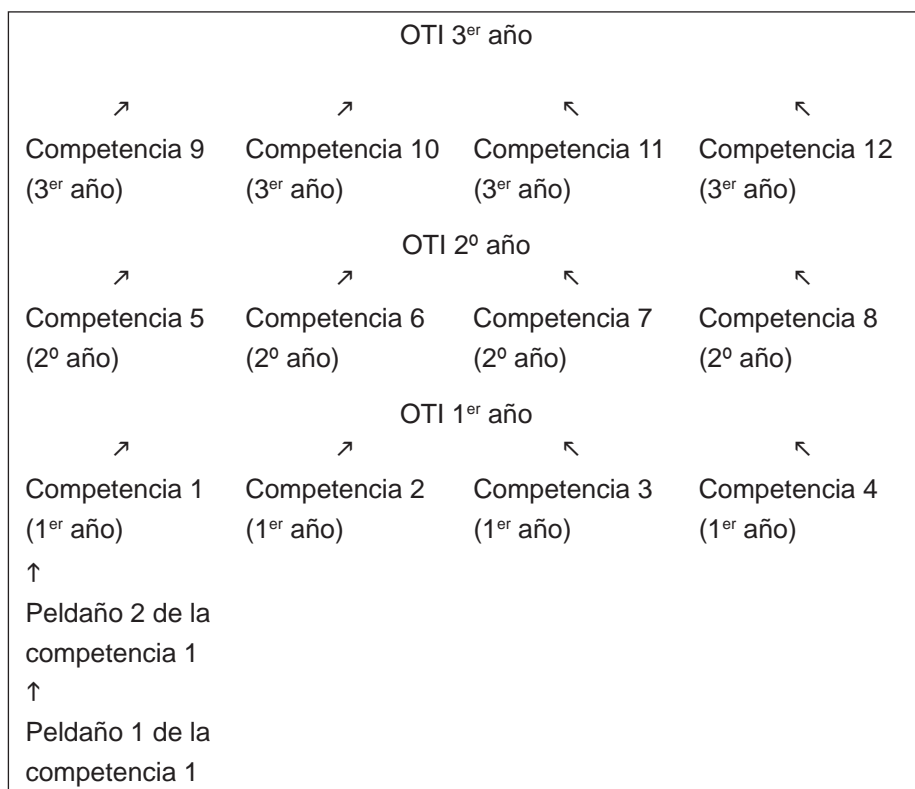 OTI 3er año
↗ ↗ ↖ ↖
Competencia 9 Competencia 10 Competencia 11 Competencia 12
(3er año) (3er año) (3er año) (3er año)
OTI 2º año
↗ ↗ ↖ ↖
Competencia 5 Competencia 6 Competencia 7 Competencia 8
(2º año) (2º año) (2º año) (2º año)
OTI 1er año
↗ ↗ ↖ ↖
Competencia 1 Competencia 2 Competencia 3 Competencia 4
(1er año) (1er año) (1er año) (1er año)
↑
Peldaño 2 de la
competencia 1
↑
Peldaño 1 de la
competencia 1